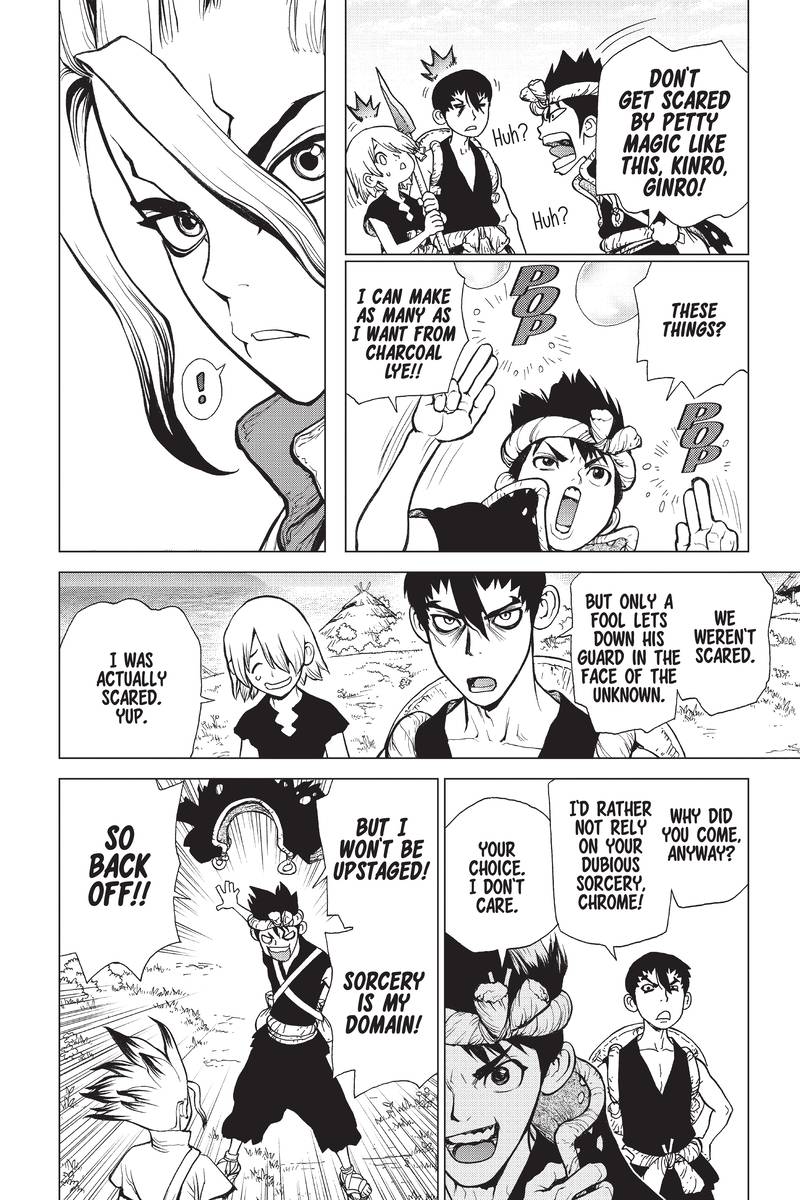 DON'T
GET SCARED
BY PETTY
MAGIC LIKE
THIS, KINRO,
GINRO!
Huh?
Huh?
THESE
THINGS?
POP
POP
I CAN MAKE
AS MANY AS
I WANT FROM
CHARCOAL
LYE!!
!
WE
WEREN'T
SCARED.
BUT ONLY A
FOOL LETS
DOWN HIS
GUARD IN THE
FACE OF THE
UNKNOWN.
I WAS
ACTUALLY
SCARED.
YUP.
WHY DID
YOU COME,
ANYWAY?
I'D RATHER
NOT RELY
ON YOUR
DUBIOUS
SORCERY,
CHROME!
YOUR
CHOICE.
I DON'T
CARE.
BUT I
WON'T BE
UPSTAGED!
SORCERY
IS MY
DOMAIN!
SO
BACK
OFF!!